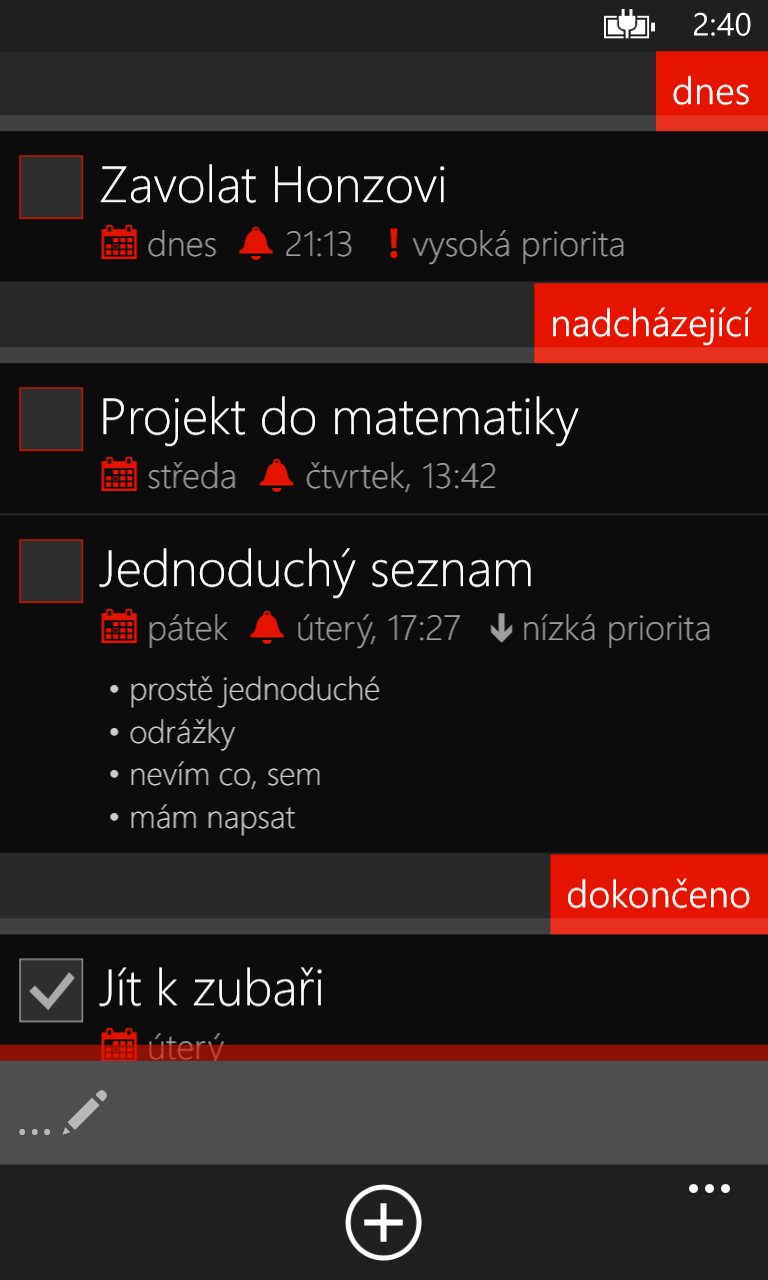 2:40
dnes
Zavolat Honzovi
dnes 21:13 ! vysoká priorita
nadcházející
Projekt do matematiky
středa čtvrtek, 13:42
Jednoduchý seznam
pátek úterý, 17:27 nízká priorita
• prostě jednoduché
• odrážky
• nevím co, sem
• mám napsat
dokončeno
Jít k zubaři
úterý
...